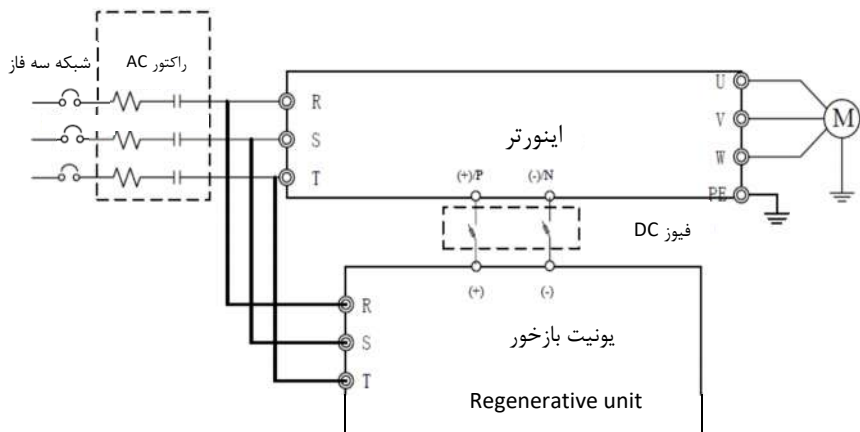 شبکه سه فاز
راکتور AC
R
S
T
اینورتر
U
V
W
PE
M
(+)/P
(-)/N
فیوز DC
(+)
(-)
R
S
T
یونیت بازخور
Regenerative unit